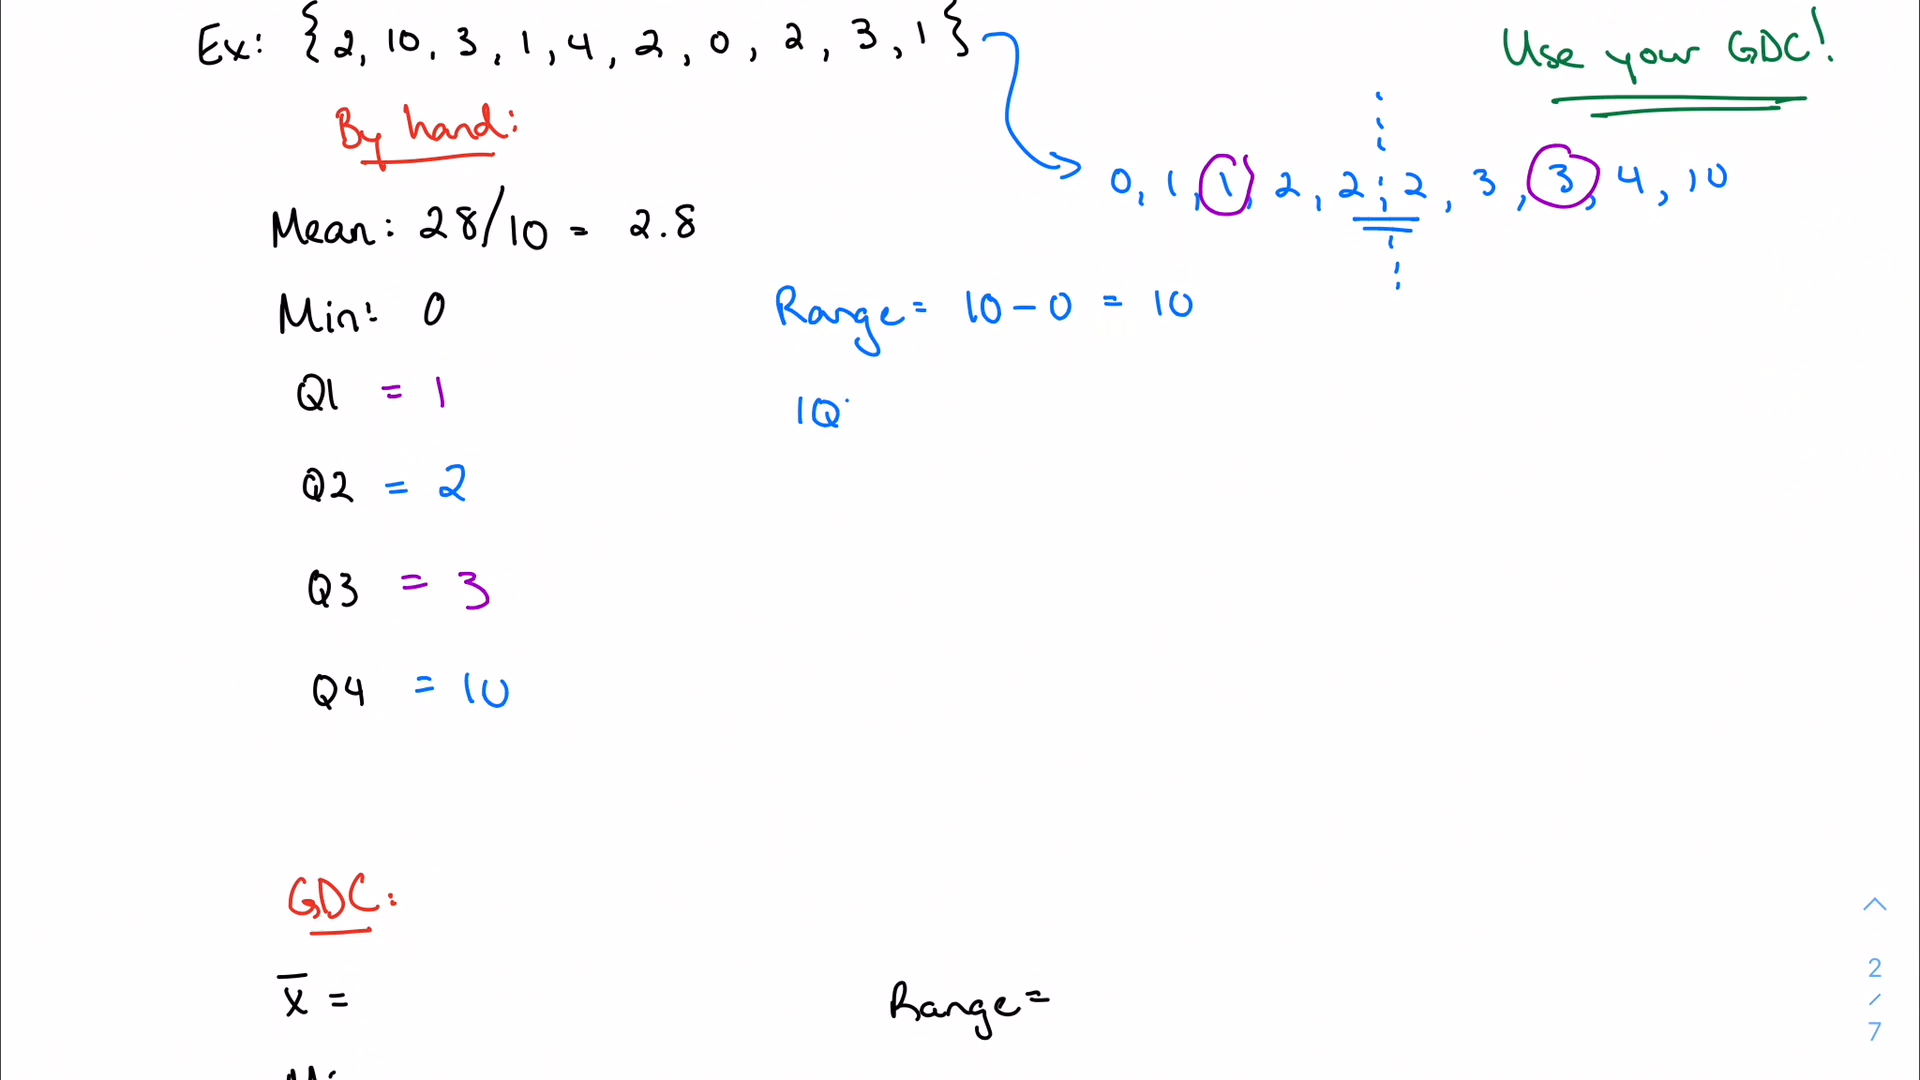 Ex: {2, 10, 3, 1, 4, 2, 0, 2, 3, 1}
Use your GDC!
By hand:
0, 1, 1, 2, 2, 2, 3, 3, 4, 10
Mean: 28/10 = 2.8
Min: 0
Range = 10 - 0 = 10
Q1 = 1
IQ
Q2 = 2
Q3 = 3
Q4 = 10
GDC:
x̅ =
Range =
2
/
7